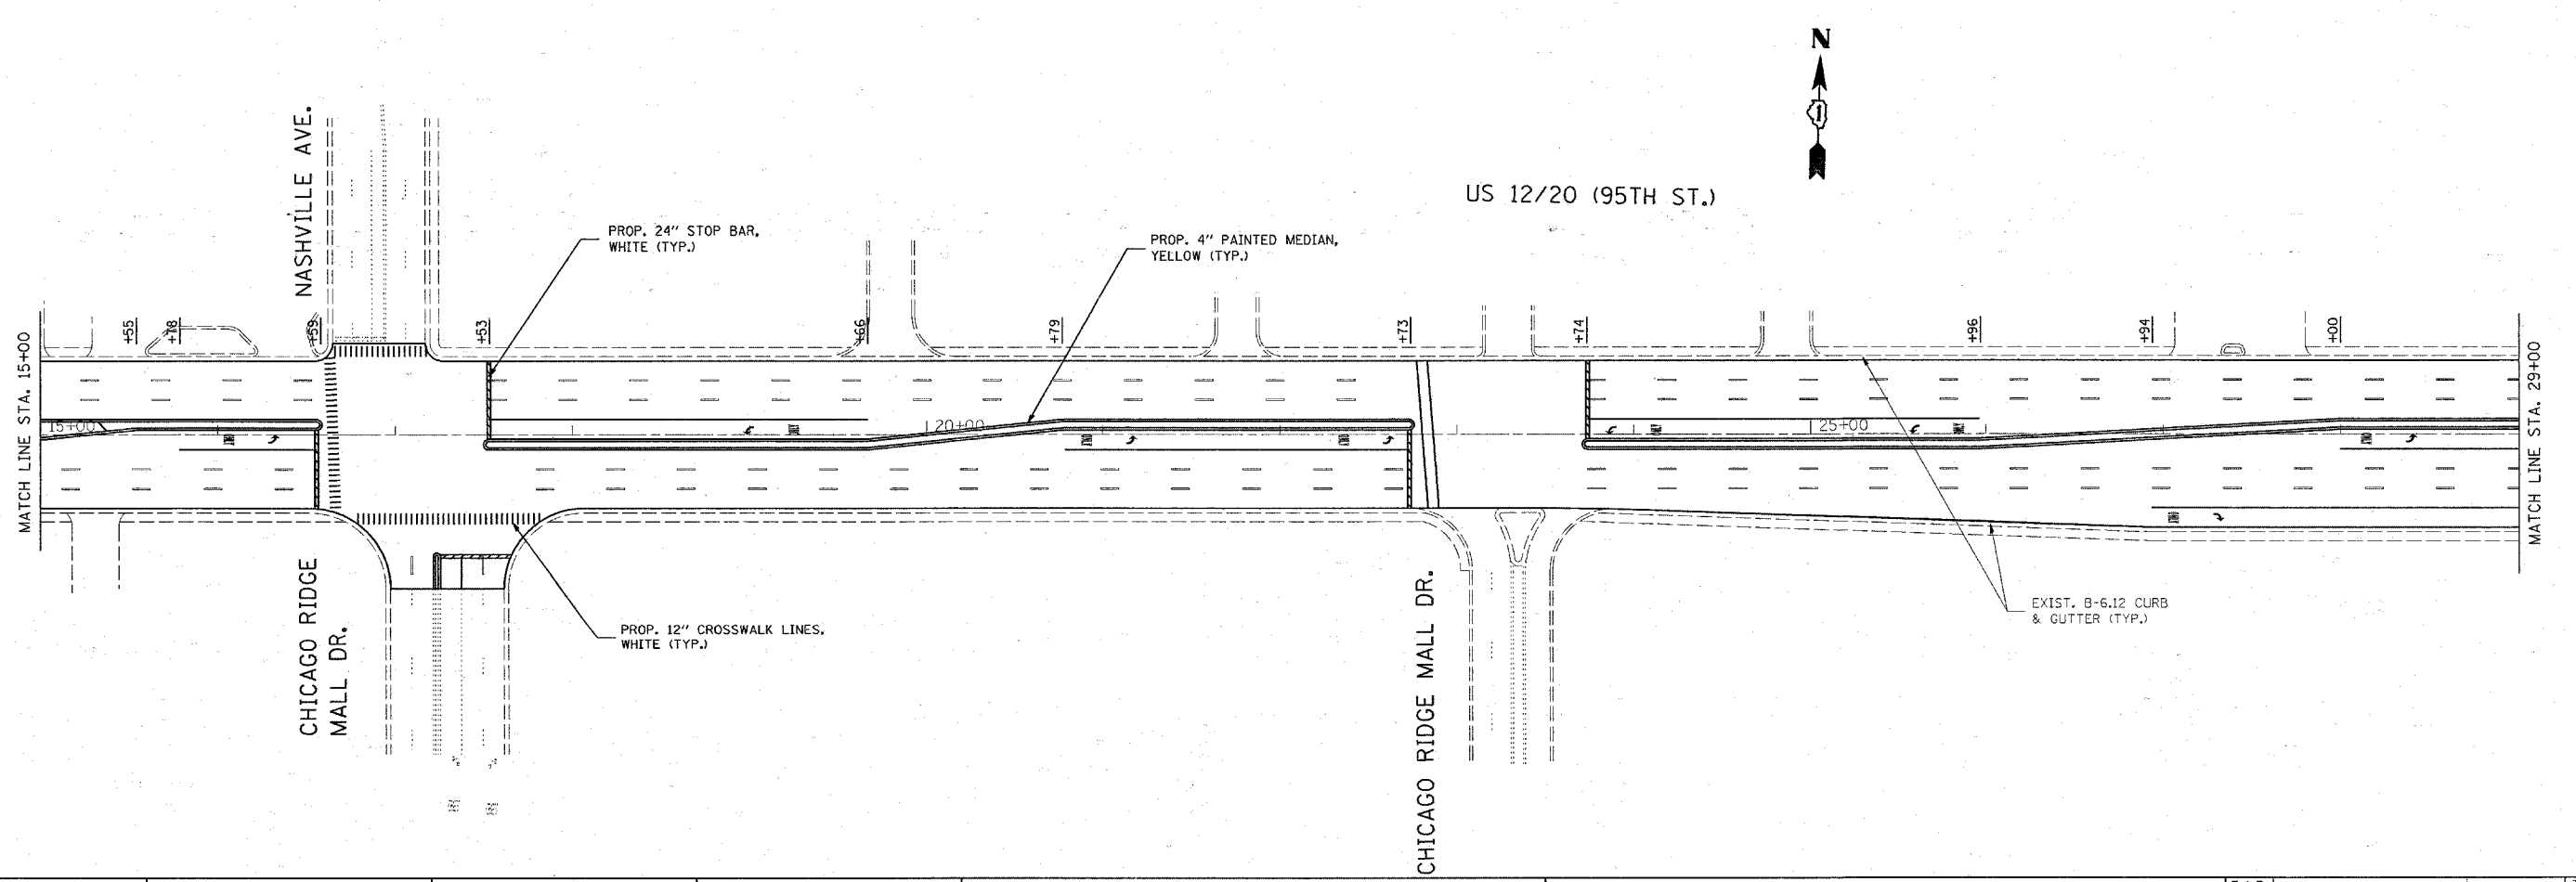 N
US 12/20 (95TH ST.)
NASHVILLE AVE.
PROP. 24" STOP BAR,
WHITE (TYP.)
PROP. 4" PAINTED MEDIAN,
YELLOW (TYP.)
MATCH LINE STA. 15+00
+55
+78
+59
+53
+66
+79
+73
+74
+96
+94
+00
MATCH LINE STA. 29+00
15+00
20+00
25+00
CHICAGO RIDGE
MALL DR.
PROP. 12" CROSSWALK LINES,
WHITE (TYP.)
CHICAGO RIDGE MALL DR.
EXIST. B-6.12 CURB
& GUTTER (TYP.)